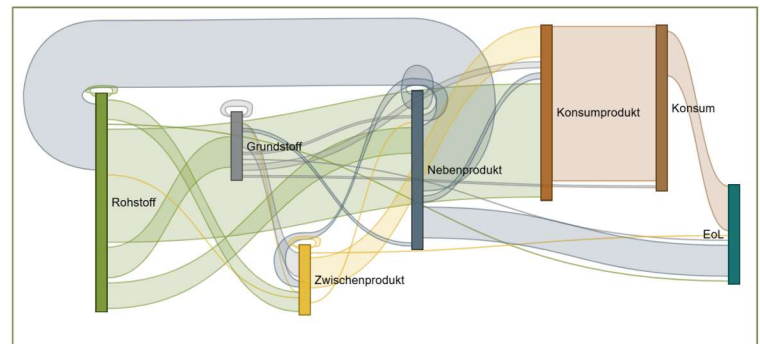 Konsumprodukt
Konsum
Grundstoff
Nebenprodukt
Rohstoff
EoL
Zwischenprodukt